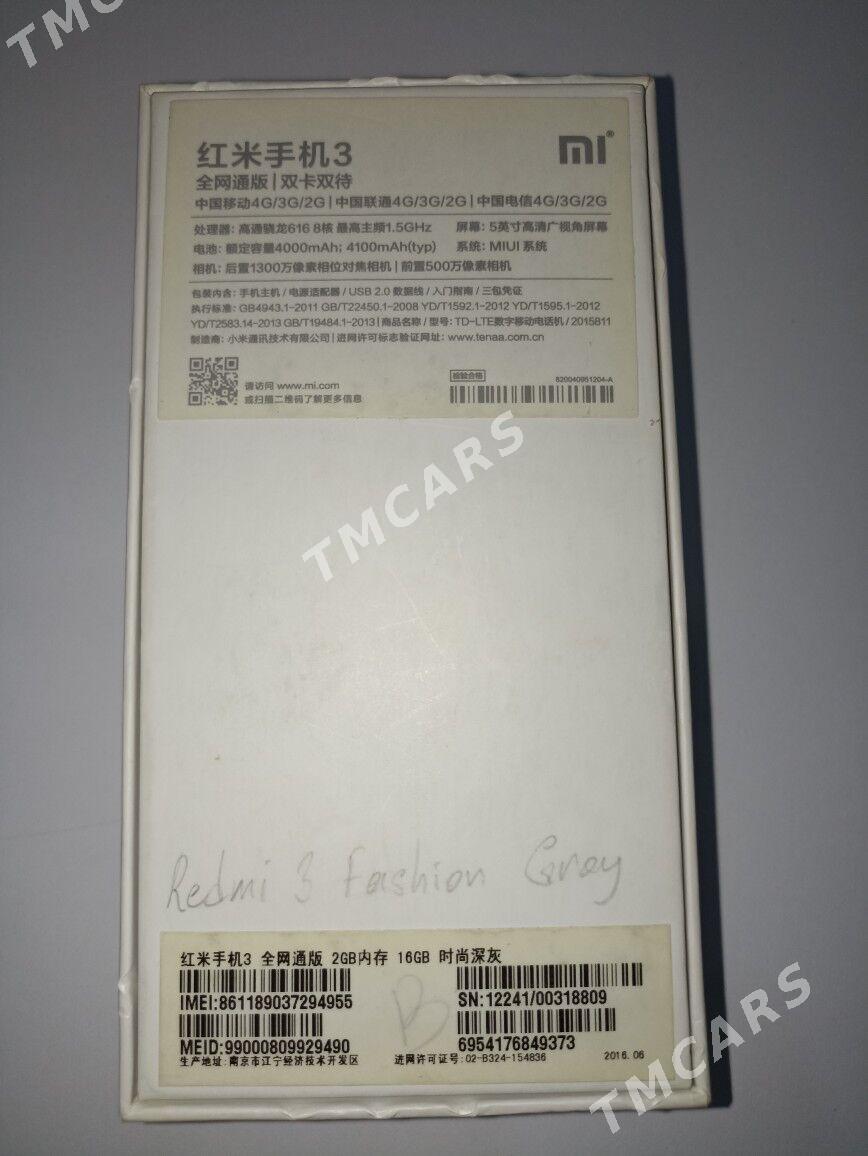 TMCARS
红米手机3
mi®
全网通版 | 双卡双待
中国移动4G/3G/2G | 中国联通4G/3G/2G | 中国电信4G/3G/2G
处理器: 高通骁龙616 8核 最高主频1.5GHz 屏幕: 5英寸高清广视角屏幕
电池: 额定容量4000mAh; 4100mAh(typ) 系统: MIUI 系统
相机: 后置1300万像素相位对焦相机 | 前置500万像素相机
包装内含: 手机主机 / 电源适配器 / USB 2.0 数据线 / 入门指南 / 三包凭证
执行标准: GB4943.1-2011 GB/T22450.1-2008 YD/T1592.1-2012 YD/T1595.1-2012
YD/T2583.14-2013 GB/T19484.1-2013 | 商品名称 / 型号: TD-LTE数字移动电话机 / 2015811
制造商: 小米通讯技术有限公司 | 进网许可标志验证网址: www.tenaa.com.cn
请访问 www.mi.com
或扫描二维码了解更多信息
检验合格
820040951204-A
TMCARS
Redmi 3 Fashion Gray
红米手机3 全网通版 2GB内存 16GB 时尚深灰
IMEI:861189037294955
SN:12241/00318809
B
MEID:99000809929490
6954176849373
生产地址:南京市江宁经济技术开发区
进网许可证号:02-B324-154836
2016.06
TMCARS